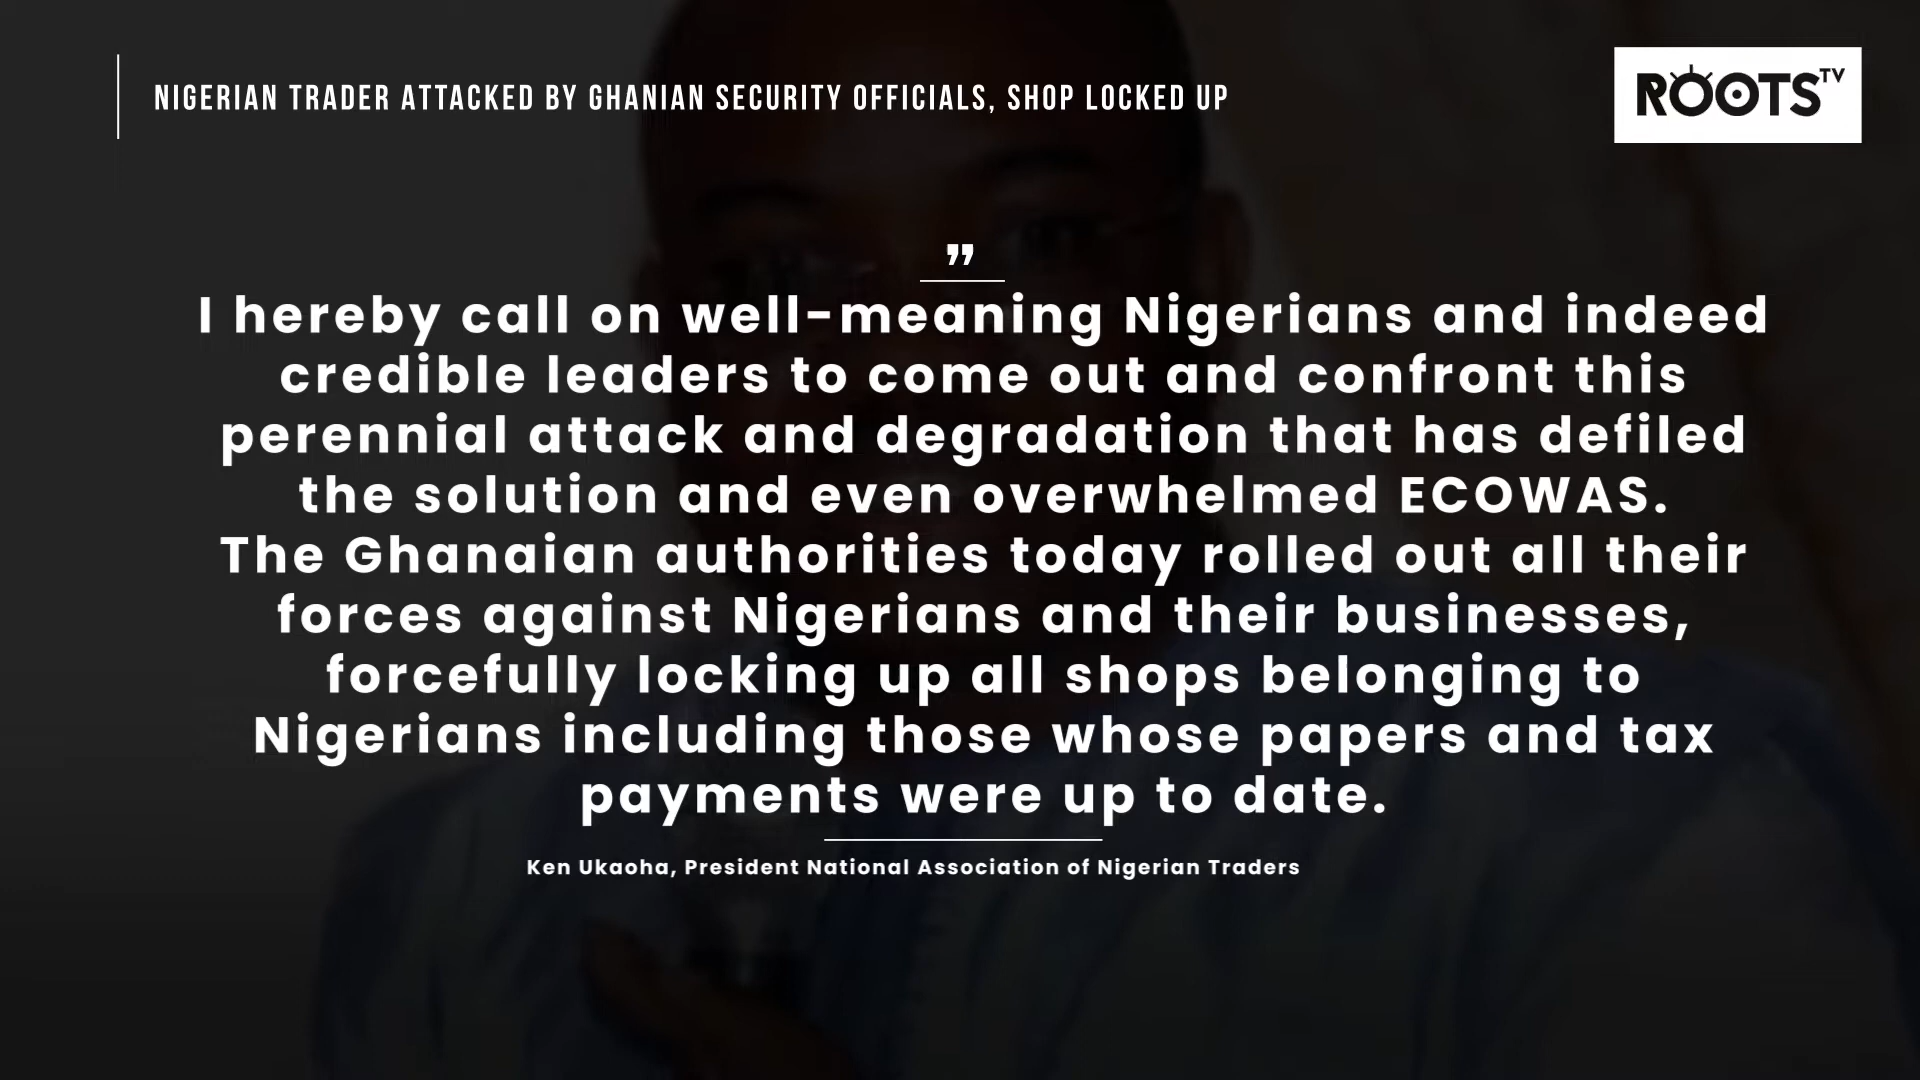 NIGERIAN TRADER ATTACKED BY GHANIAN SECURITY OFFICIALS, SHOP LOCKED UP
ROOTS TV
”
I hereby call on well-meaning Nigerians and indeed
credible leaders to come out and confront this
perennial attack and degradation that has defiled
the solution and even overwhelmed ECOWAS.
The Ghanaian authorities today rolled out all their
forces against Nigerians and their businesses,
forcefully locking up all shops belonging to
Nigerians including those whose papers and tax
payments were up to date.
Ken Ukaoha, President National Association of Nigerian Traders